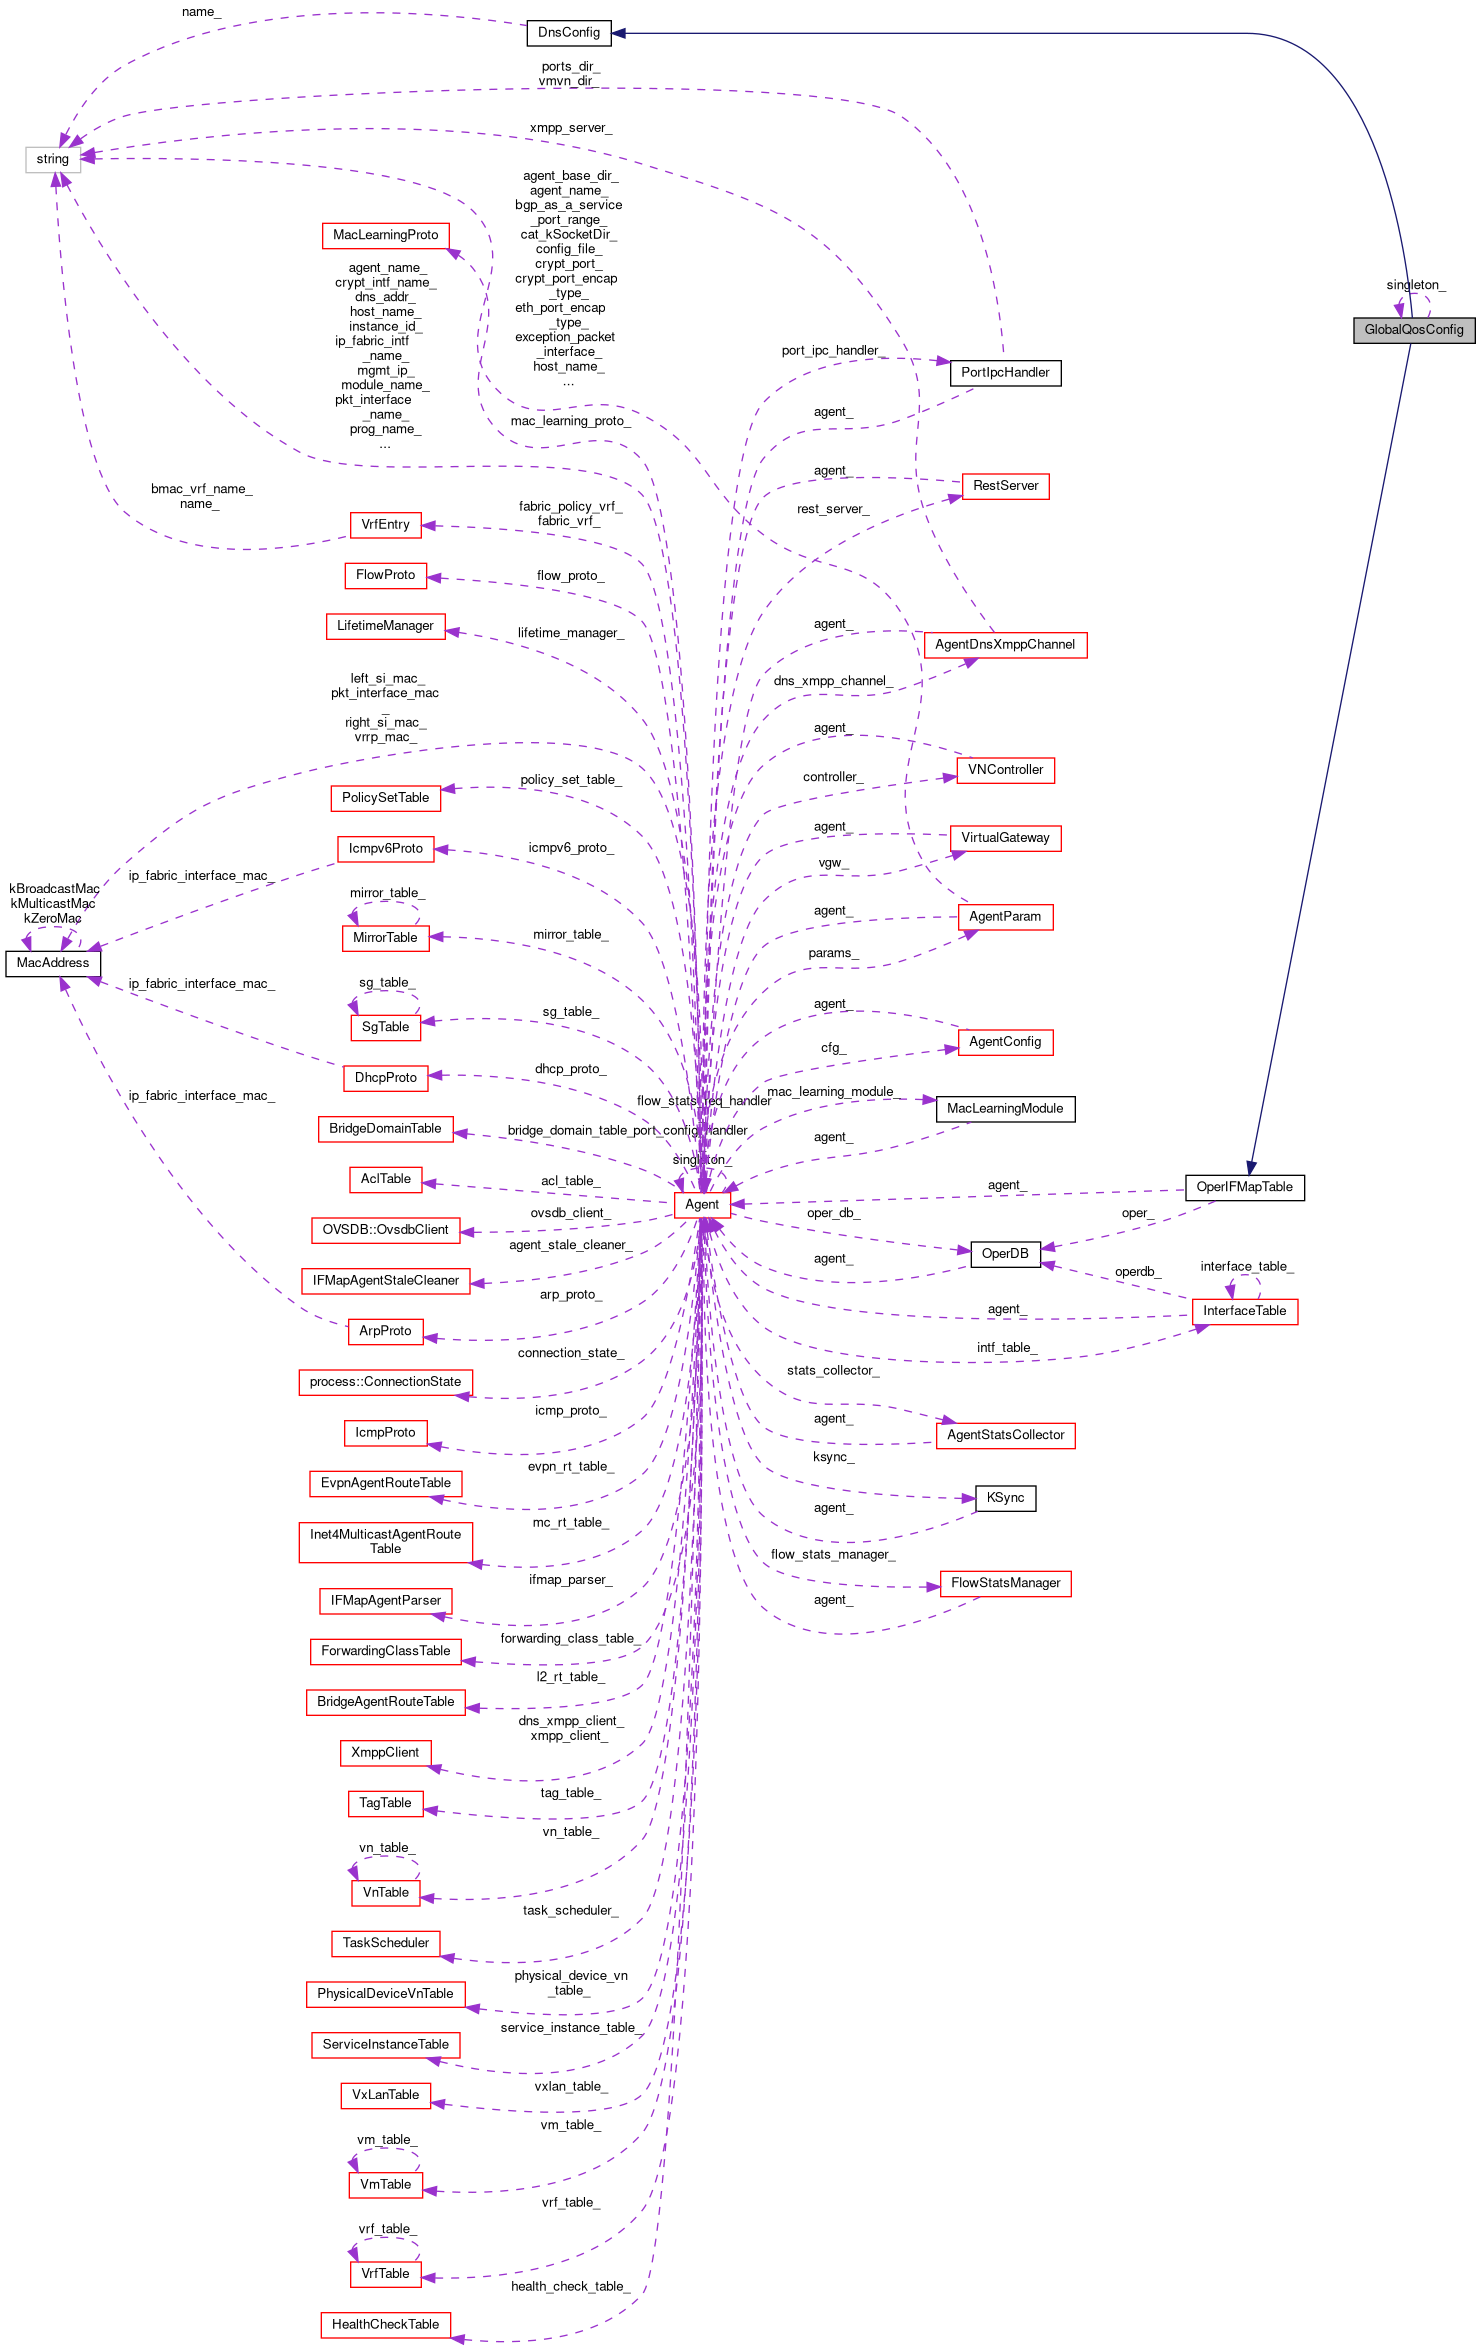 name_
DnsConfig
ports_dir_
vmvn_dir_
xmpp_server_
string
agent_base_dir_
agent_name_
bgp_as_a_service
_port_range_
cat_kSocketDir_
config_file_
crypt_port_
crypt_port_encap
_type_
eth_port_encap
_type_
exception_packet
_interface_
host_name_
...
MacLearningProto
agent_name_
crypt_intf_name_
dns_addr_
host_name_
instance_id_
ip_fabric_intf
_name_
mgmt_ip_
module_name_
pkt_interface
_name_
prog_name_
...
singleton_
GlobalQosConfig
port_ipc_handler_
PortIpcHandler
agent_
mac_learning_proto_
bmac_vrf_name_
name_
VrfEntry
fabric_policy_vrf_
fabric_vrf_
agent_
RestServer
rest_server_
FlowProto
flow_proto_
LifetimeManager
lifetime_manager_
agent_
AgentDnsXmppChannel
dns_xmpp_channel_
left_si_mac_
pkt_interface_mac
_
right_si_mac_
vrrp_mac_
agent_
VNController
controller_
PolicySetTable
policy_set_table_
agent_
VirtualGateway
vgw_
Icmpv6Proto
icmpv6_proto_
ip_fabric_interface_mac_
kBroadcastMac
kMulticastMac
kZeroMac
MacAddress
mirror_table_
MirrorTable
mirror_table_
agent_
AgentParam
params_
ip_fabric_interface_mac_
sg_table_
SgTable
sg_table_
agent_
AgentConfig
cfg_
DhcpProto
dhcp_proto_
ip_fabric_interface_mac_
flow_stats_req_handler
mac_learning_module_
MacLearningModule
agent_
BridgeDomainTable
bridge_domain_table_
port_config_handler
singleton_
AclTable
acl_table_
Agent
agent_
OperIFMapTable
oper_
OVSDB::OvsdbClient
ovsdb_client_
oper_db_
OperDB
agent_
IFMapAgentStaleCleaner
agent_stale_cleaner_
operdb_
interface_table_
InterfaceTable
agent_
intf_table_
ArpProto
arp_proto_
process::ConnectionState
connection_state_
stats_collector_
AgentStatsCollector
agent_
IcmpProto
icmp_proto_
ksync_
KSync
agent_
EvpnAgentRouteTable
evpn_rt_table_
Inet4MulticastAgentRoute
Table
mc_rt_table_
flow_stats_manager_
FlowStatsManager
agent_
IFMapAgentParser
ifmap_parser_
ForwardingClassTable
forwarding_class_table_
BridgeAgentRouteTable
l2_rt_table_
XmppClient
dns_xmpp_client_
xmpp_client_
TagTable
tag_table_
vn_table_
VnTable
vn_table_
TaskScheduler
task_scheduler_
PhysicalDeviceVnTable
physical_device_vn
_table_
ServiceInstanceTable
service_instance_table_
VxLanTable
vxlan_table_
vm_table_
VmTable
vm_table_
vrf_table_
VrfTable
vrf_table_
HealthCheckTable
health_check_table_